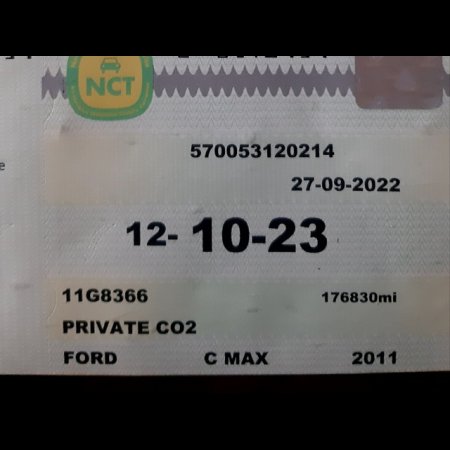 NCT
570053120214
27-09-2022
12- 10-23
11G8366 176830mi
PRIVATE CO2
FORD C MAX 2011